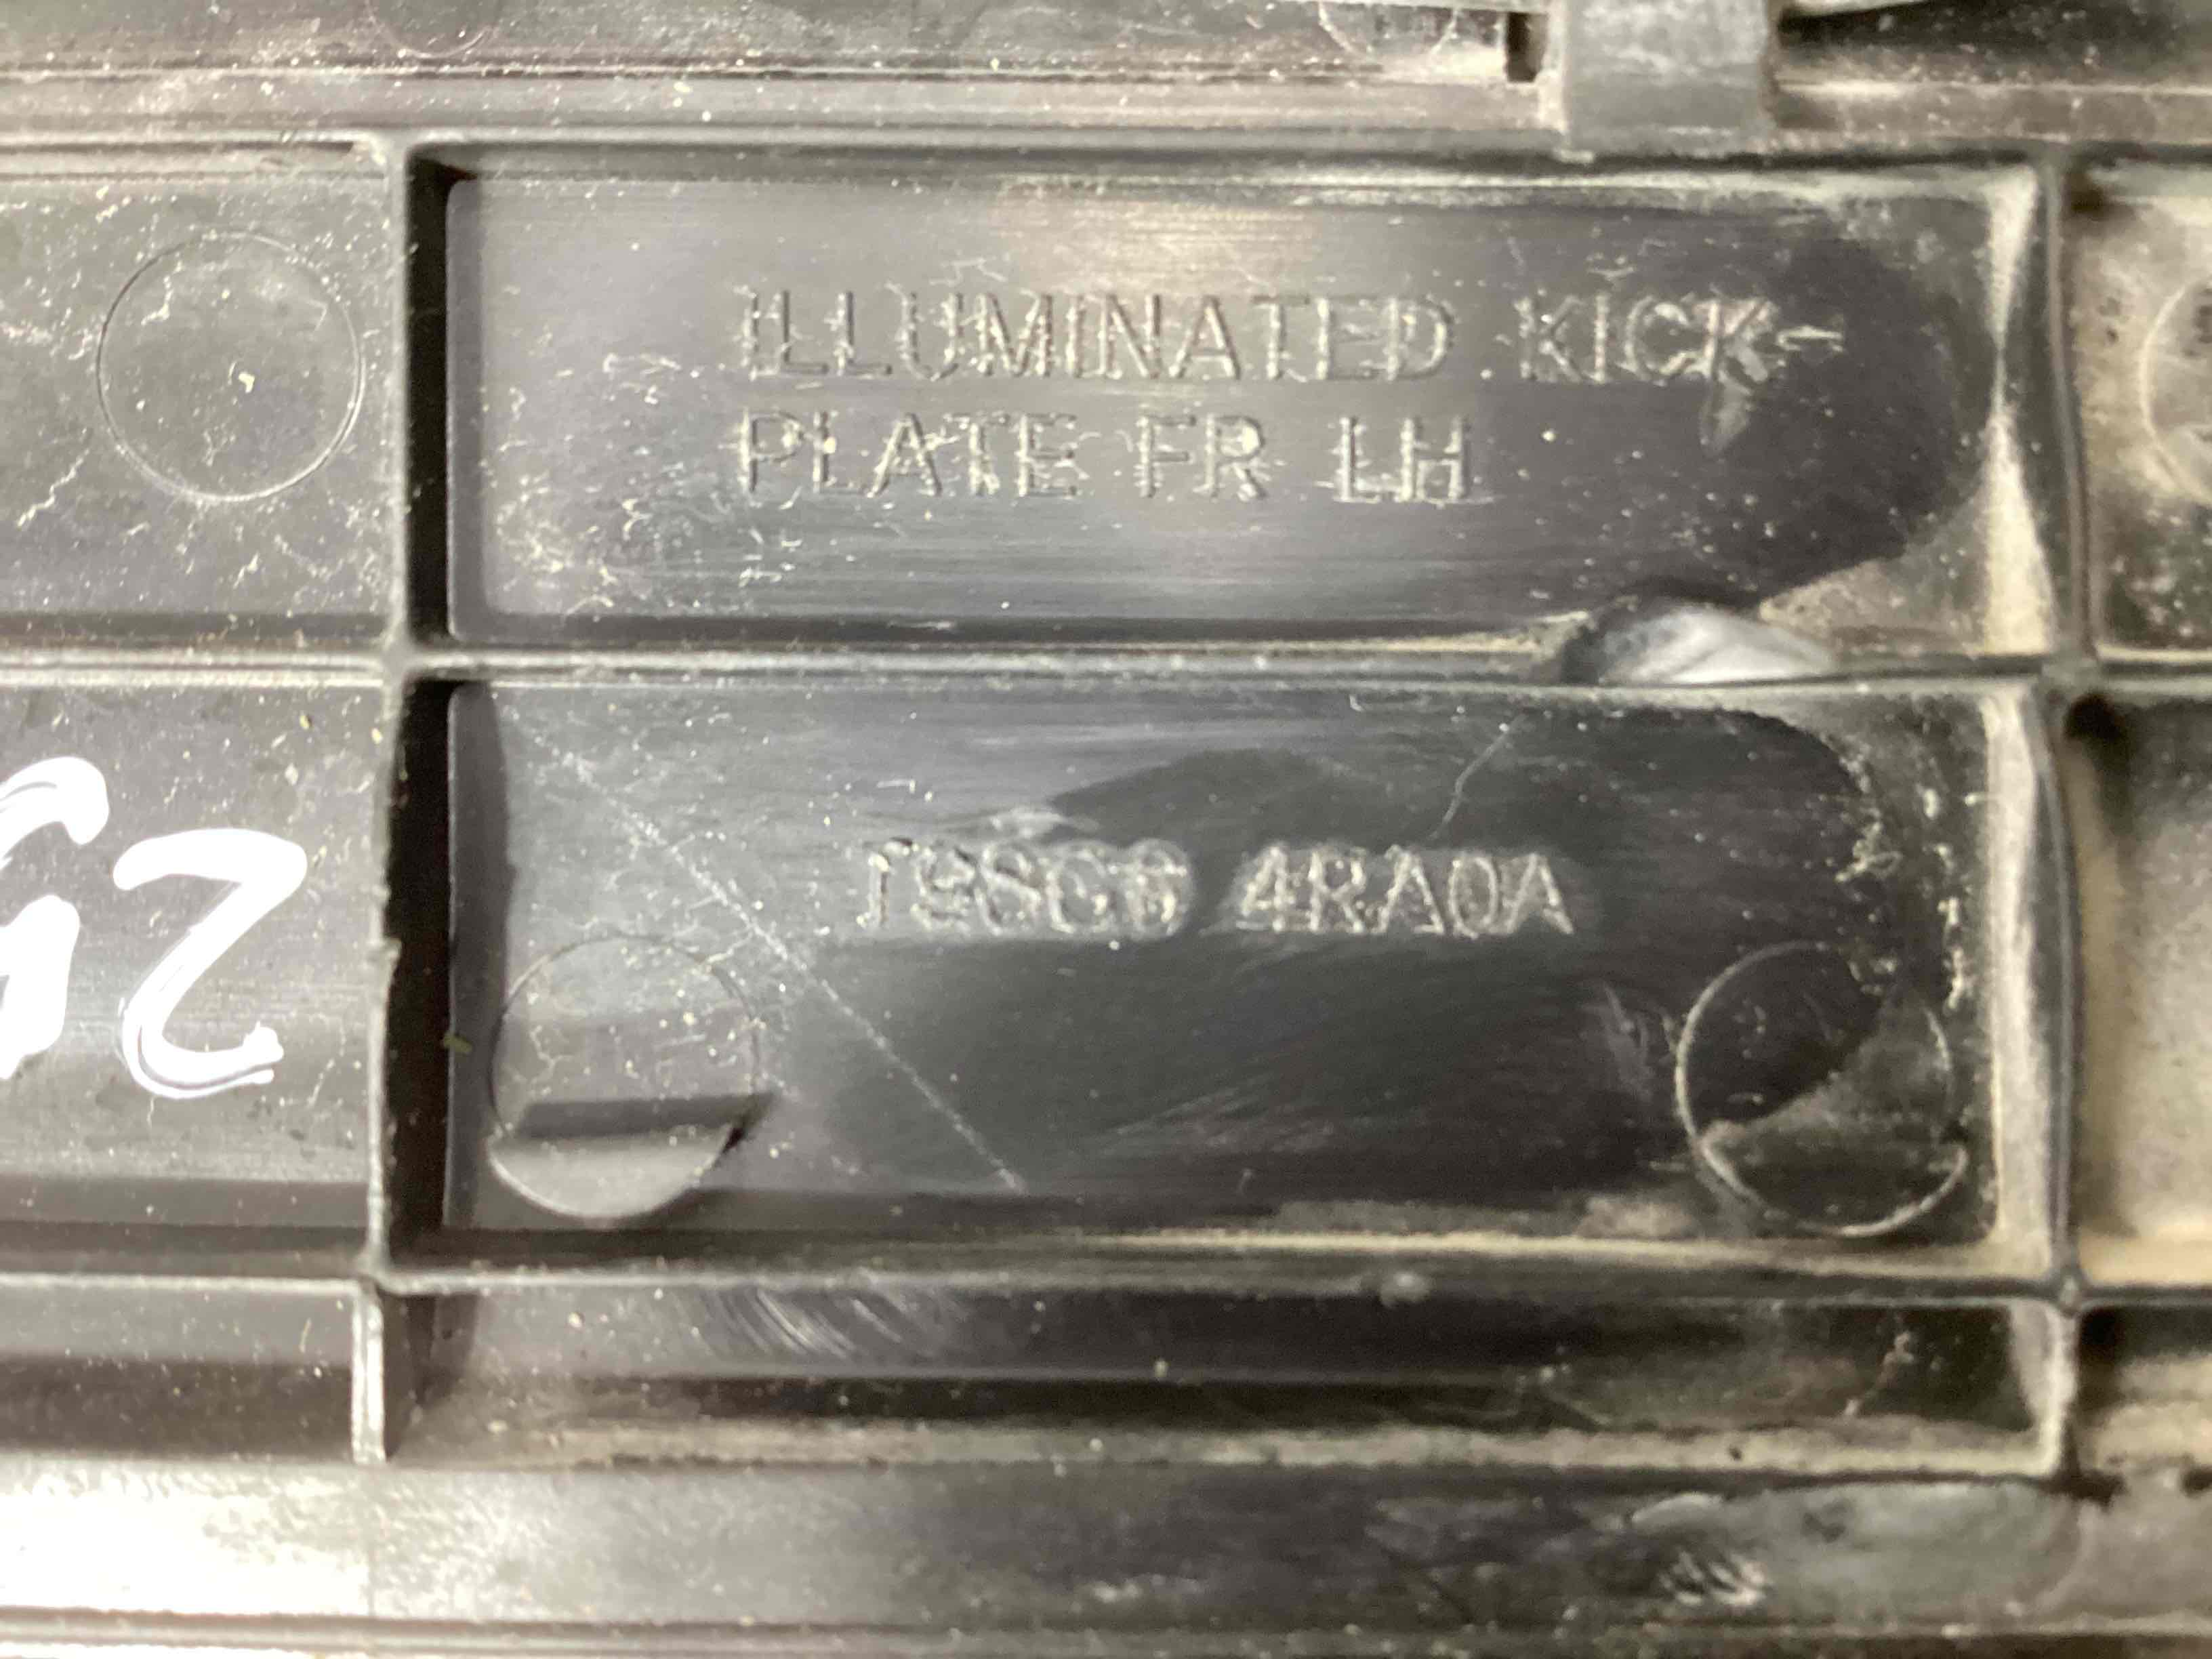 ILLUMINATED KICK-
PLATE FR LH
4RA0A